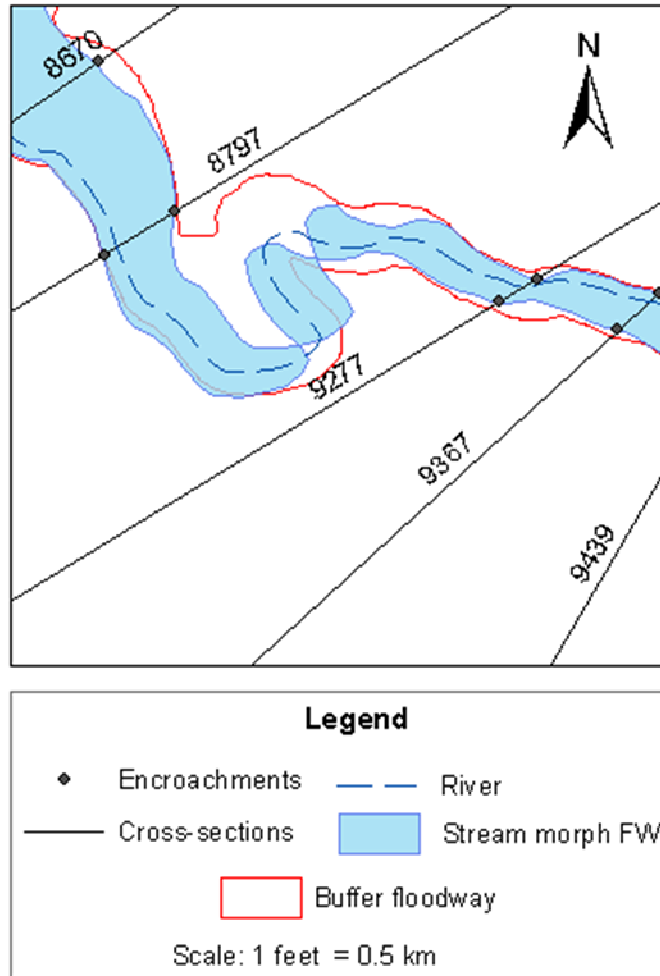 8670
N
8797
9277
9367
9439
Legend
Encroachments
River
Cross-sections
Stream morph FW
Buffer floodway
Scale: 1 feet = 0.5 km